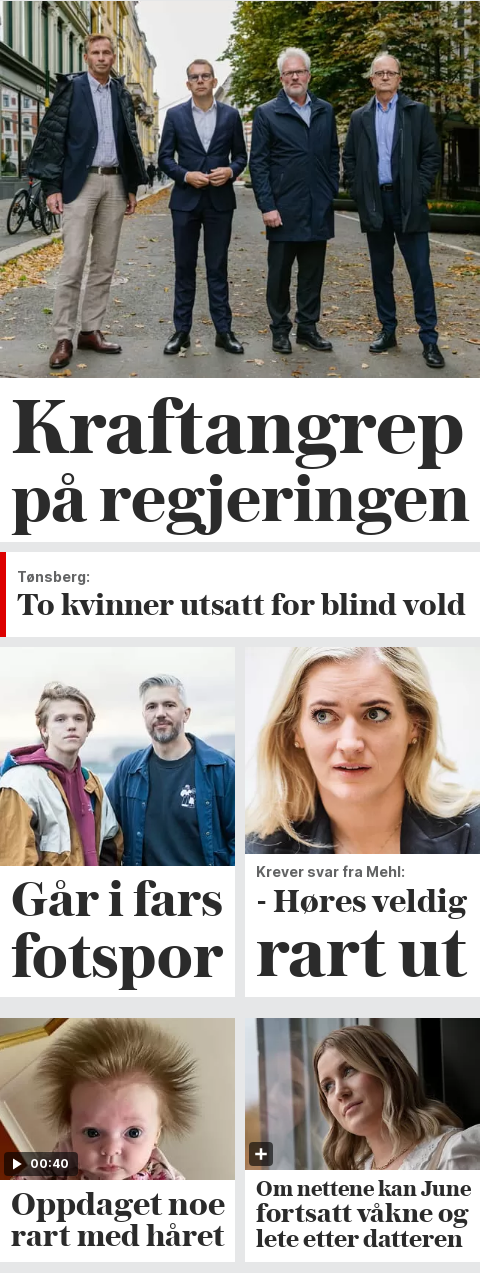 Kraftangrep
på regjeringen
Tønsberg:
To kvinner utsatt for blind vold
Går i fars
fotspor
Krever svar fra Mehl:
- Høres veldig
rart ut
00:40
Oppdaget noe
rart med håret
Om nettene kan June
fortsatt våkne og
lete etter datteren